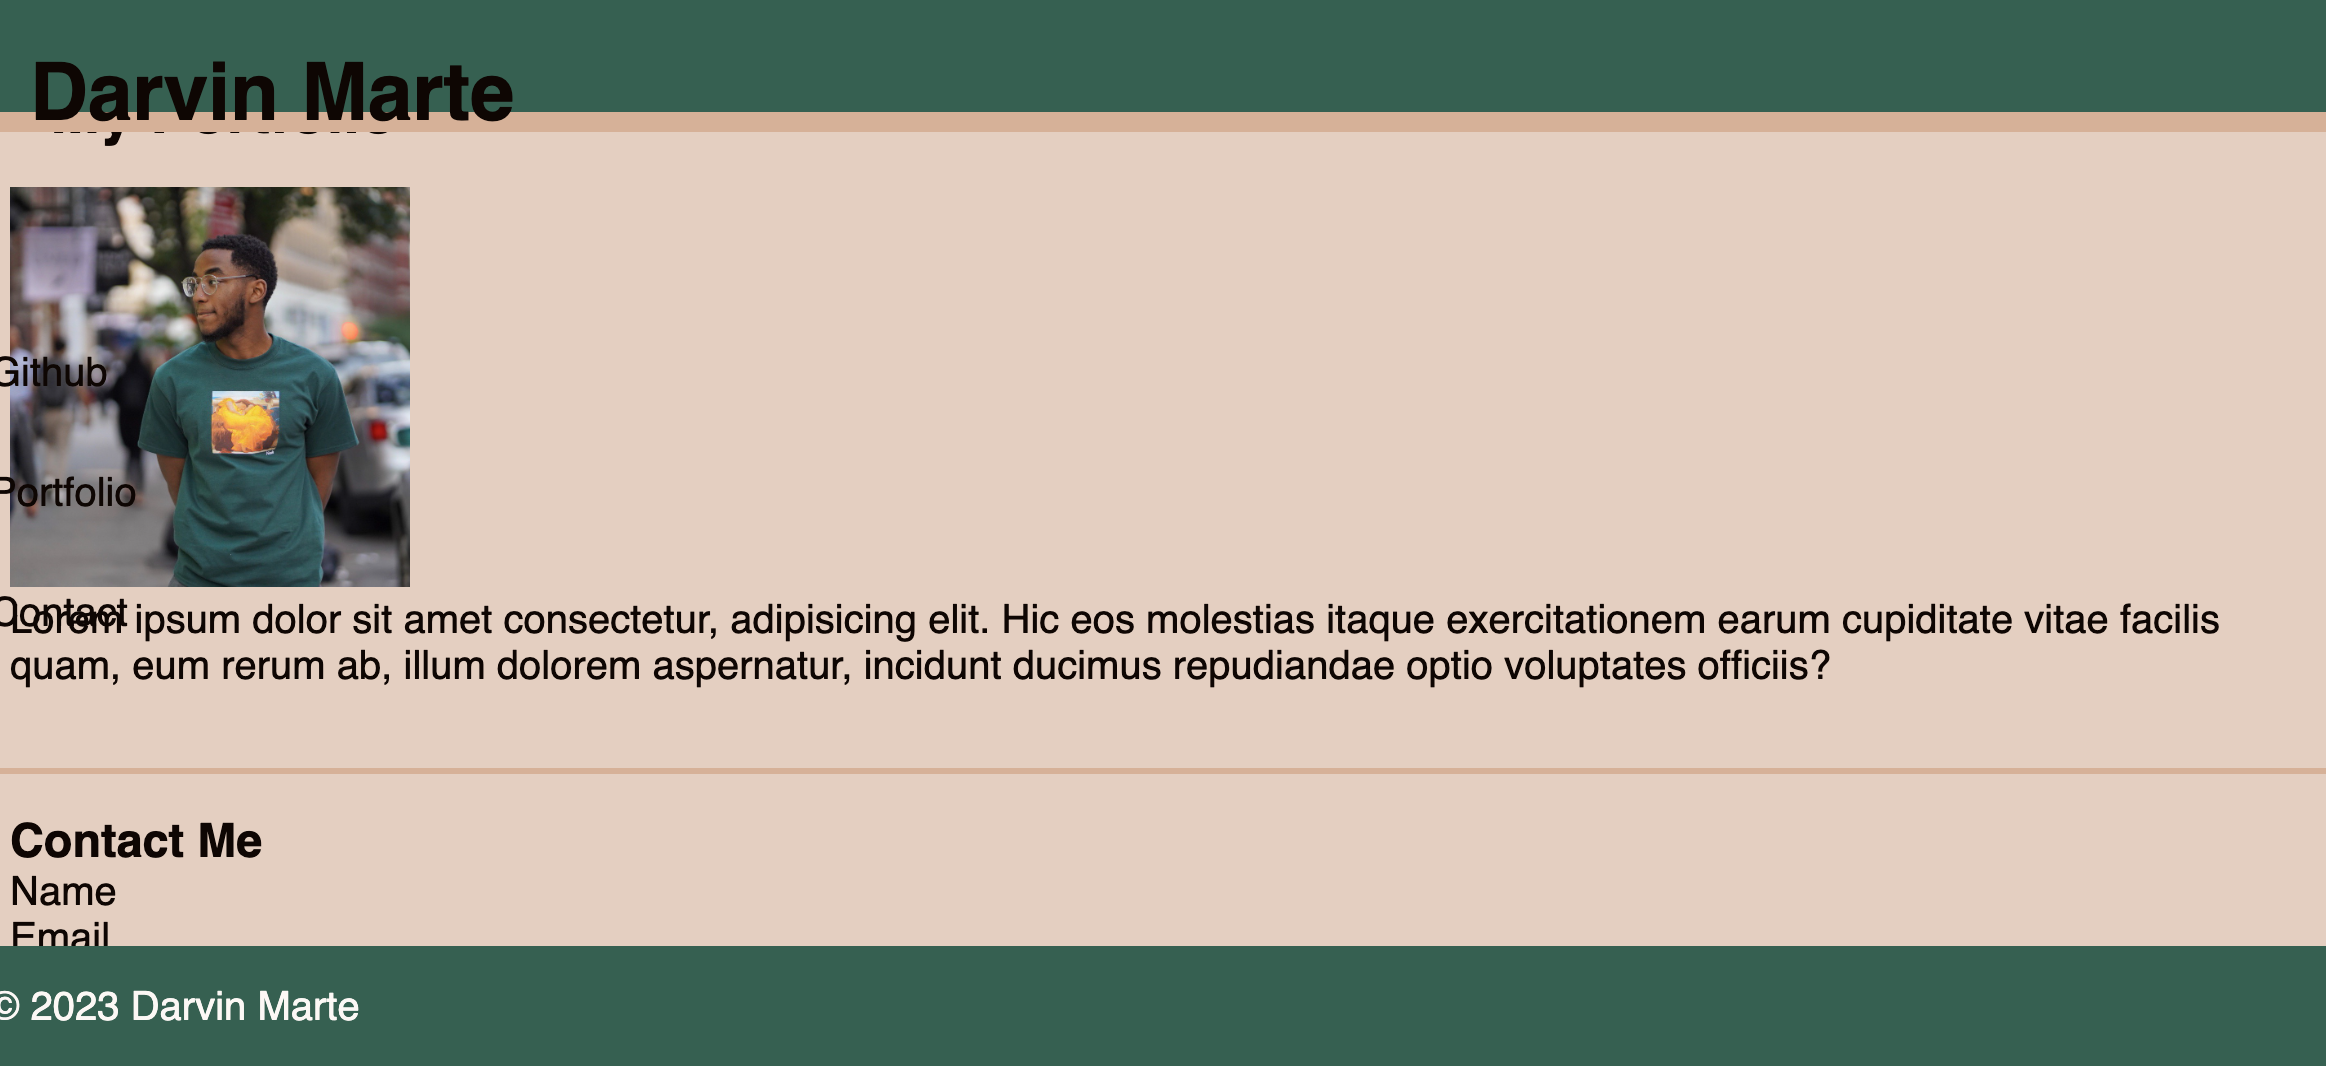 Darvin Marte
My Portfolio
Github
Portfolio
Contact
Lorem ipsum dolor sit amet consectetur, adipisicing elit. Hic eos molestias itaque exercitationem earum cupiditate vitae facilis
quam, eum rerum ab, illum dolorem aspernatur, incidunt ducimus repudiandae optio voluptates officiis?
Contact Me
Name
Email
© 2023 Darvin Marte